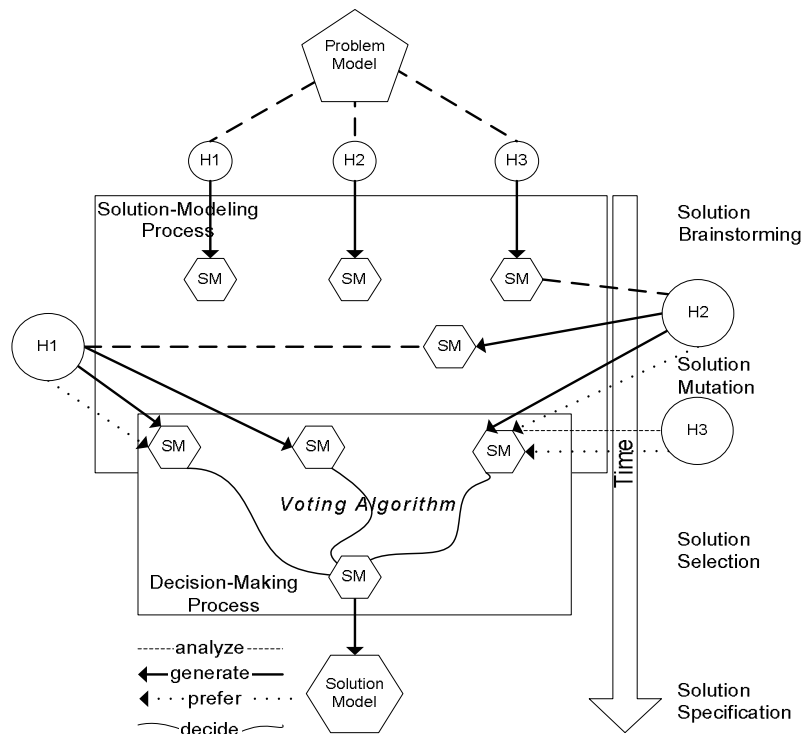 Problem
Model
H1
H2
H3
Solution-Modeling
Process
Solution
Brainstorming
SM
SM
SM
H2
H1
SM
Solution
Mutation
H3
SM
SM
SM
Time
Voting Algorithm
Solution
Selection
SM
Decision-Making
Process
analyze
generate
prefer
decide
Solution
Model
Solution
Specification